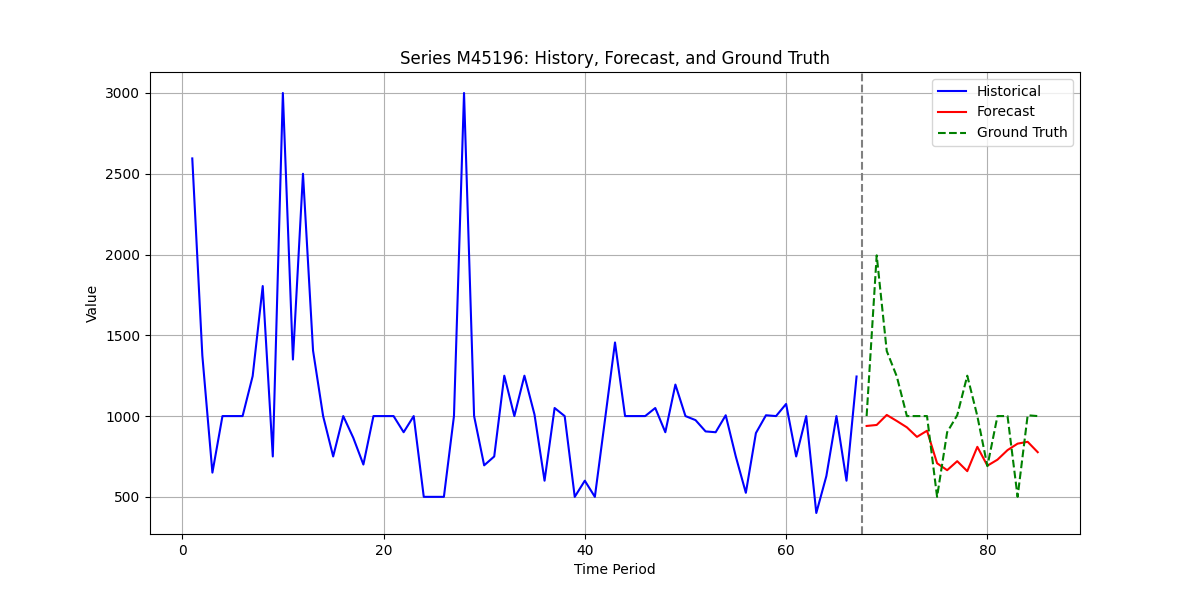 Series M45196: History, Forecast, and Ground Truth
Historical
Forecast
Ground Truth
3000
2500
2000
1500
1000
500
Value
0
20
40
60
80
Time Period